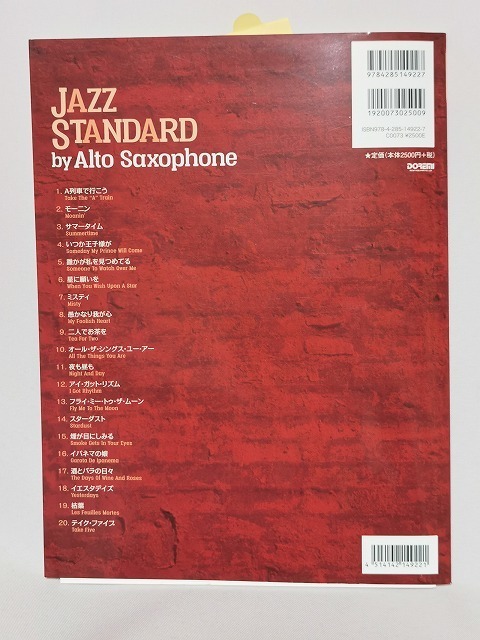 JAZZ
STANDARD
by Alto Saxophone
1. A列車で行こう
Take The "A" Train
2. モーニン
Moanin'
3. サマータイム
Summertime
4. いつか王子様が
Someday My Prince Will Come
5. 誰かが私を見つめてる
Someone To Watch Over Me
6. 星に願いを
When You Wish Upon A Star
7. ミスティ
Misty
8. 愚かなり我が心
My Foolish Heart
9. 二人でお茶を
Tea For Two
10. オール・ザ・シングス・ユー・アー
All The Things You Are
11. 夜も昼も
Night And Day
12. アイ・ガット・リズム
I Got Rhythm
13. フライ・ミー・トゥ・ザ・ムーン
Fly Me To The Moon
14. スターダスト
Stardust
15. 煙が目にしみる
Smoke Gets In Your Eyes
16. イパネマの娘
Garota De Ipanema
17. 酒とバラの日々
The Days Of Wine And Roses
18. イエスタデイズ
Yesterdays
19. 枯葉
Les Feuilles Mortes
20. テイク・ファイブ
Take Five
9784285149227
1920073025009
ISBN978-4-285-14922-7
C0073 ¥2500E
★定価(本体2500円+税)
DOREMI
4514142149221